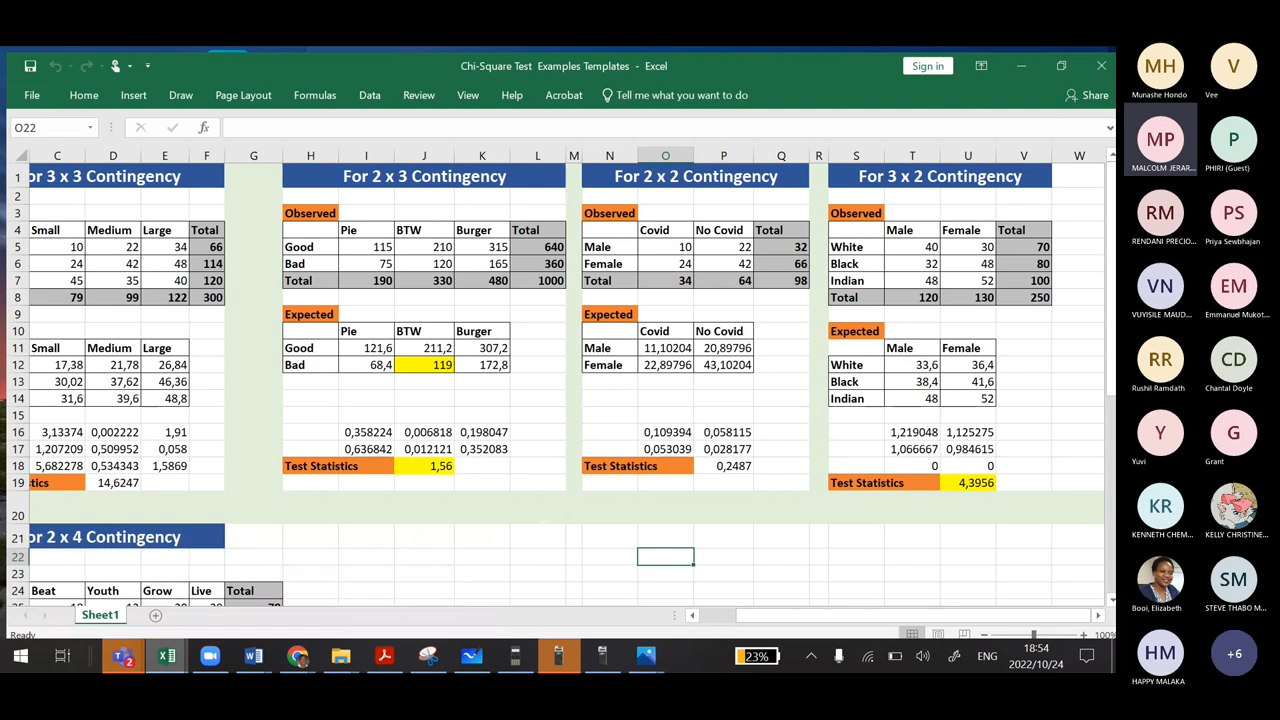 Chi-Square Test Examples Templates - Excel
Sign in
File Home Insert Draw Page Layout Formulas Data Review View Help Acrobat Tell me what you want to do Share
O22 fx
C D E F G H I J K L M N O P Q R S T U V W
1 or 3 x 3 Contingency For 2 x 3 Contingency For 2 x 2 Contingency For 3 x 2 Contingency
2
3 Observed Observed Observed
4 Small Medium Large Total Pie BTW Burger Total Covid No Covid Total Male Female Total
5 10 22 34 66 Good 115 210 315 640 Male 10 22 32 White 40 30 70
6 24 42 48 114 Bad 75 120 165 360 Female 24 42 66 Black 32 48 80
7 45 35 40 120 Total 190 330 480 1000 Total 34 64 98 Indian 48 52 100
8 79 99 122 300 Total 120 130 250
9 Expected Expected
10 Pie BTW Burger Covid No Covid Expected
11 Small Medium Large Good 121,6 211,2 307,2 Male 11,10204 20,89796 Male Female
12 17,38 21,78 26,84 Bad 68,4 119 172,8 Female 22,89796 43,10204 White 33,6 36,4
13 30,02 37,62 46,36 Black 38,4 41,6
14 31,6 39,6 48,8 Indian 48 52
15
16 3,13374 0,002222 1,91 0,358224 0,006818 0,198047 0,109394 0,058115 1,219048 1,125275
17 1,207209 0,509952 0,058 0,636842 0,012121 0,352083 0,053039 0,028177 1,066667 0,984615
18 5,682278 0,534343 1,5869 Test Statistics 1,56 Test Statistics 0,2487 0 0
19 tics 14,6247 Test Statistics 4,3956
20
21 or 2 x 4 Contingency
22
23
24 Beat Youth Grow Live Total
Sheet1
Ready
100%
2
23%
ENG
18:54
2022/10/24
MH V
Munashe Hondo Vee
MP P
MALCOLM JERAR... PHIRI (Guest)
RM PS
RENDANI PRECIO... Priya Sewbhajan
VN EM
VUYISILE MAUD... Emmanuel Mukot...
RR CD
Rushil Ramdath Chantal Doyle
Y G
Yuvi Grant
KR
KENNETH CHEM... KELLY CHRISTINE...
SM
Booi, Elizabeth STEVE THABO M...
HM +6
HAPPY MALAKA